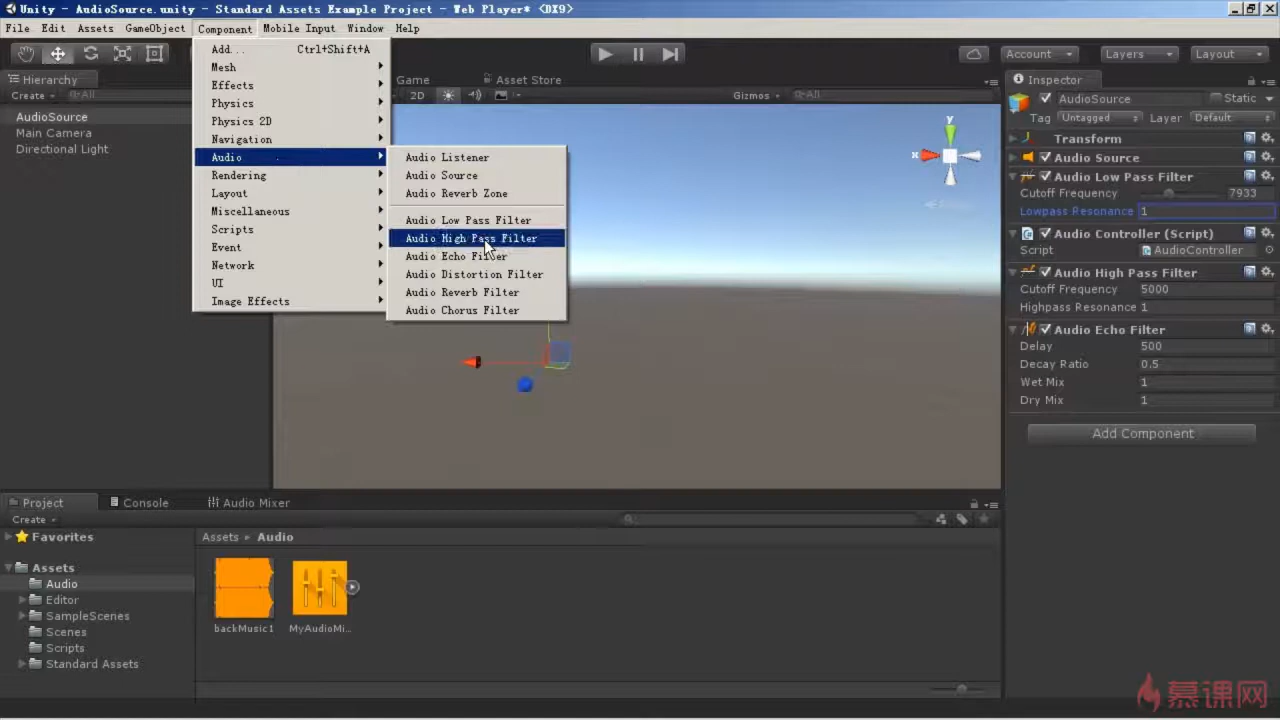 Unity - AudioSource.unity - Standard Assets Example Project - Web Player* <DX9>
File Edit Assets GameObject Component Mobile Input Window Help
Account Layers Layout
Hierarchy
Create All
AudioSource
Main Camera
Directional Light
Add... Ctrl+Shift+A
Mesh
Effects
Physics
Physics 2D
Navigation
Audio
Rendering
Layout
Miscellaneous
Scripts
Event
Network
UI
Image Effects
Audio Listener
Audio Source
Audio Reverb Zone
Audio Low Pass Filter
Audio High Pass Filter
Audio Echo Filter
Audio Distortion Filter
Audio Reverb Filter
Audio Chorus Filter
Game Asset Store
2D Gizmos All
y
x
Inspector
AudioSource Static
Tag Untagged Layer Default
Transform
Audio Source
Audio Low Pass Filter
Cutoff Frequency 7933
Lowpass Resonance 1
Audio Controller (Script)
Script AudioController
Audio High Pass Filter
Cutoff Frequency 5000
Highpass Resonance 1
Audio Echo Filter
Delay 500
Decay Ratio 0.5
Wet Mix 1
Dry Mix 1
Add Component
Project Console Audio Mixer
Create
Favorites
Assets
Audio
Editor
SampleScenes
Scenes
Scripts
Standard Assets
Assets Audio
backMusic1 MyAudioMi...
慕课网